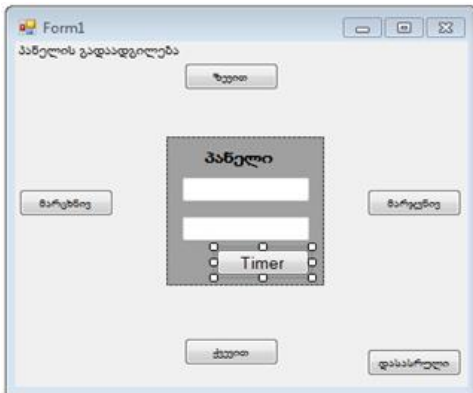 Form1
პანელის გადაადგილება
ზევით
პანელი
მარცხნივ
მარჯვნივ
Timer
ქვევით
დასასრული